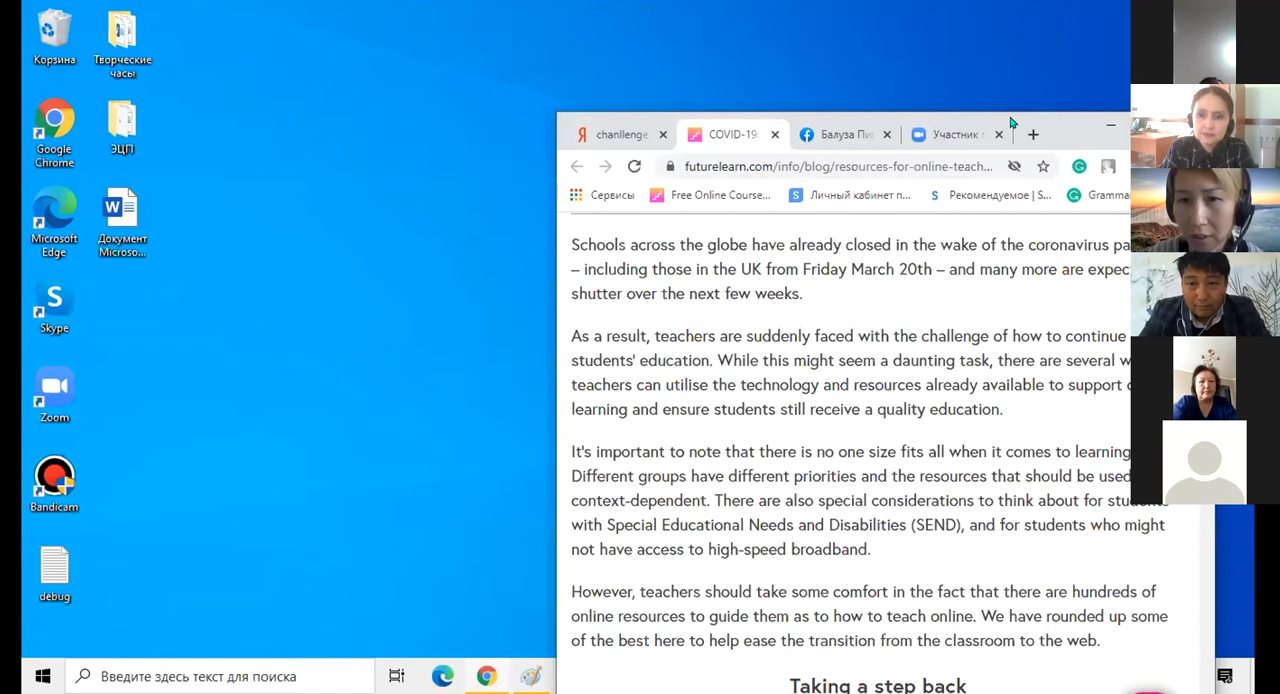 Корзина
Творческие
часы
Google
Chrome
ЭЦП
Microsoft
Edge
Документ
Microso...
Skype
Zoom
Bandicam
debug
Введите здесь текст для поиска
chanllenge
COVID-19:
Балуза Пи
Участник
futurelearn.com/info/blog/resources-for-online-teach...
Сервисы
Free Online Course...
Личный кабинет п...
Рекомендуемое | S...
Gramma
Schools across the globe have already closed in the wake of the coronavirus pa
– including those in the UK from Friday March 20th – and many more are expec
shutter over the next few weeks.
As a result, teachers are suddenly faced with the challenge of how to continue
students' education. While this might seem a daunting task, there are several w
teachers can utilise the technology and resources already available to support
learning and ensure students still receive a quality education.
It's important to note that there is no one size fits all when it comes to learning
Different groups have different priorities and the resources that should be used
context-dependent. There are also special considerations to think about for students
with Special Educational Needs and Disabilities (SEND), and for students who might
not have access to high-speed broadband.
However, teachers should take some comfort in the fact that there are hundreds of
online resources to guide them as to how to teach online. We have rounded up some
of the best here to help ease the transition from the classroom to the web.
Taking a step back